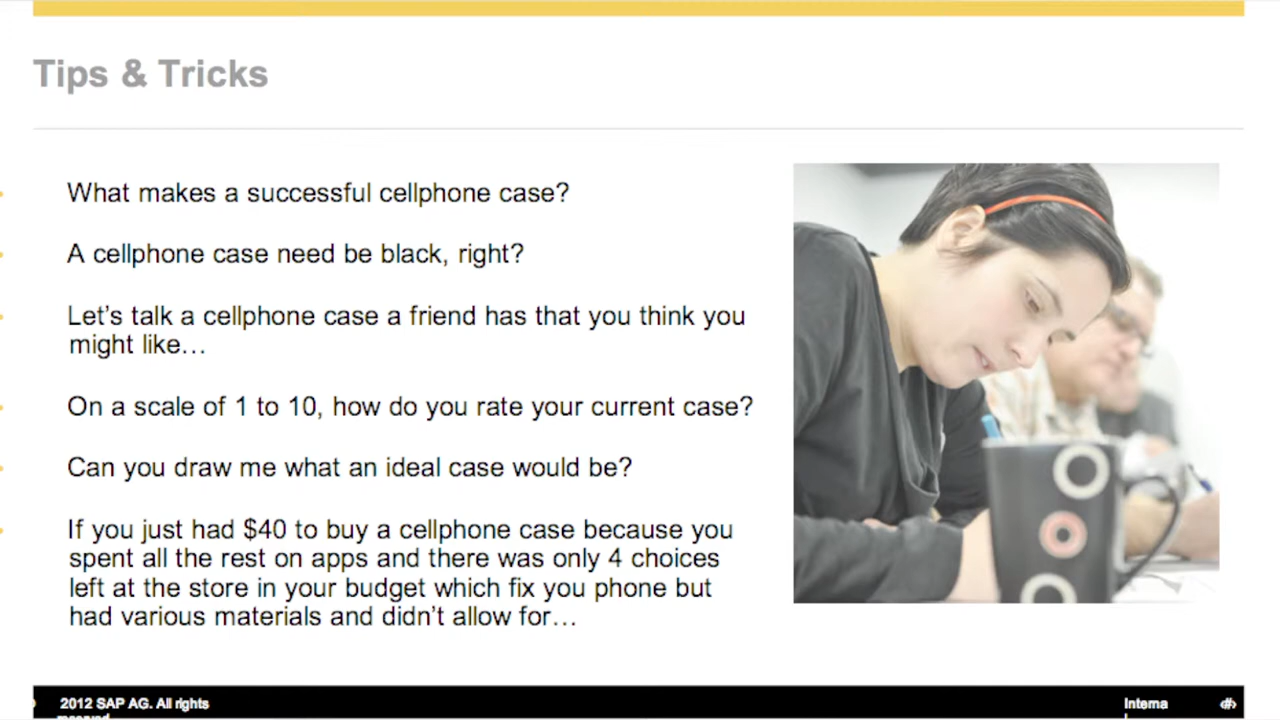 Tips & Tricks
What makes a successful cellphone case?
A cellphone case need be black, right?
Let’s talk a cellphone case a friend has that you think you
might like…
On a scale of 1 to 10, how do you rate your current case?
Can you draw me what an ideal case would be?
If you just had $40 to buy a cellphone case because you
spent all the rest on apps and there was only 4 choices
left at the store in your budget which fix you phone but
had various materials and didn’t allow for…
2012 SAP AG. All rights
reserved
Interna
l
‹#›